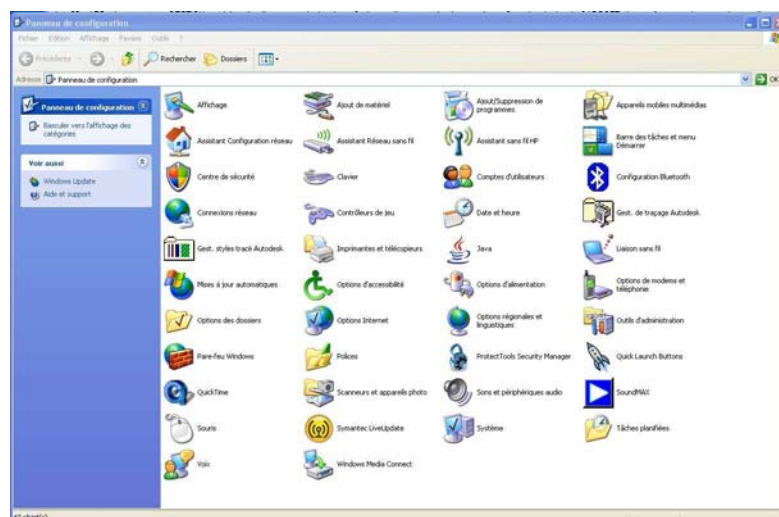 Panneau de configuration
Fichier Edition Affichage Favoris Outils ?
Précédente
Rechercher Dossiers
Adresse Panneau de configuration OK
Panneau de configuration
Basculer vers l'affichage des
catégories
Voir aussi
Windows Update
Aide et support
Affichage
Ajout de matériel
Ajout/Suppression de
programmes
Appareils mobiles multimédias
Assistant Configuration réseau
Assistant Réseau sans fil
Assistant sans fil HP
Barre des tâches et menu
Démarrer
Centre de sécurité
Clavier
Comptes d'utilisateurs
Configuration Bluetooth
Connexions réseau
Contrôleurs de jeu
Date et heure
Gest. de traçage Autodesk
Gest. styles tracé Autodesk
Imprimantes et télécopieurs
Java
Liaison sans fil
Mises à jour automatiques
Options d'accessibilité
Options d'alimentation
Options de modems et
téléphonie
Options des dossiers
Options Internet
Options régionales et
linguistiques
Outils d'administration
Pare-feu Windows
Polices
ProtectTools Security Manager
Quick Launch Buttons
QuickTime
Scanneurs et appareils photo
Sons et périphériques audio
SoundMAX
Souris
Symantec LiveUpdate
Système
Tâches planifiées
Voix
Windows Media Connect